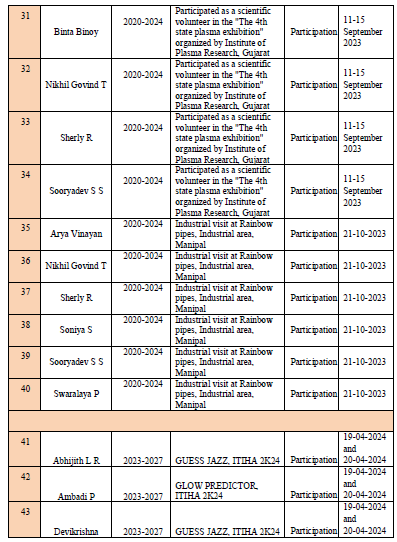 31 Binta Binoy 2020-2024 Participated as a scientific volunteer in the "The 4th state plasma exhibition" organized by Institute of Plasma Research, Gujarat Participation 11-15 September 2023
32 Nikhil Govind T 2020-2024 Participated as a scientific volunteer in the "The 4th state plasma exhibition" organized by Institute of Plasma Research, Gujarat Participation 11-15 September 2023
33 Sherly R 2020-2024 Participated as a scientific volunteer in the "The 4th state plasma exhibition" organized by Institute of Plasma Research, Gujarat Participation 11-15 September 2023
34 Sooryadev S S 2020-2024 Participated as a scientific volunteer in the "The 4th state plasma exhibition" organized by Institute of Plasma Research, Gujarat Participation 11-15 September 2023
35 Arya Vinayan 2020-2024 Industrial visit at Rainbow pipes, Industrial area, Manipal Participation 21-10-2023
36 Nikhil Govind T 2020-2024 Industrial visit at Rainbow pipes, Industrial area, Manipal Participation 21-10-2023
37 Sherly R 2020-2024 Industrial visit at Rainbow pipes, Industrial area, Manipal Participation 21-10-2023
38 Soniya S 2020-2024 Industrial visit at Rainbow pipes, Industrial area, Manipal Participation 21-10-2023
39 Sooryadev S S 2020-2024 Industrial visit at Rainbow pipes, Industrial area, Manipal Participation 21-10-2023
40 Swaralaya P 2020-2024 Industrial visit at Rainbow pipes, Industrial area, Manipal Participation 21-10-2023
41 Abhijith L R 2023-2027 GUESS JAZZ, ITIHA 2K24 Participation 19-04-2024 and 20-04-2024
42 Ambadi P 2023-2027 GLOW PREDICTOR, ITIHA 2K24 Participation 19-04-2024 and 20-04-2024
43 Devikrishna 2023-2027 GUESS JAZZ, ITIHA 2K24 Participation 19-04-2024 and 20-04-2024